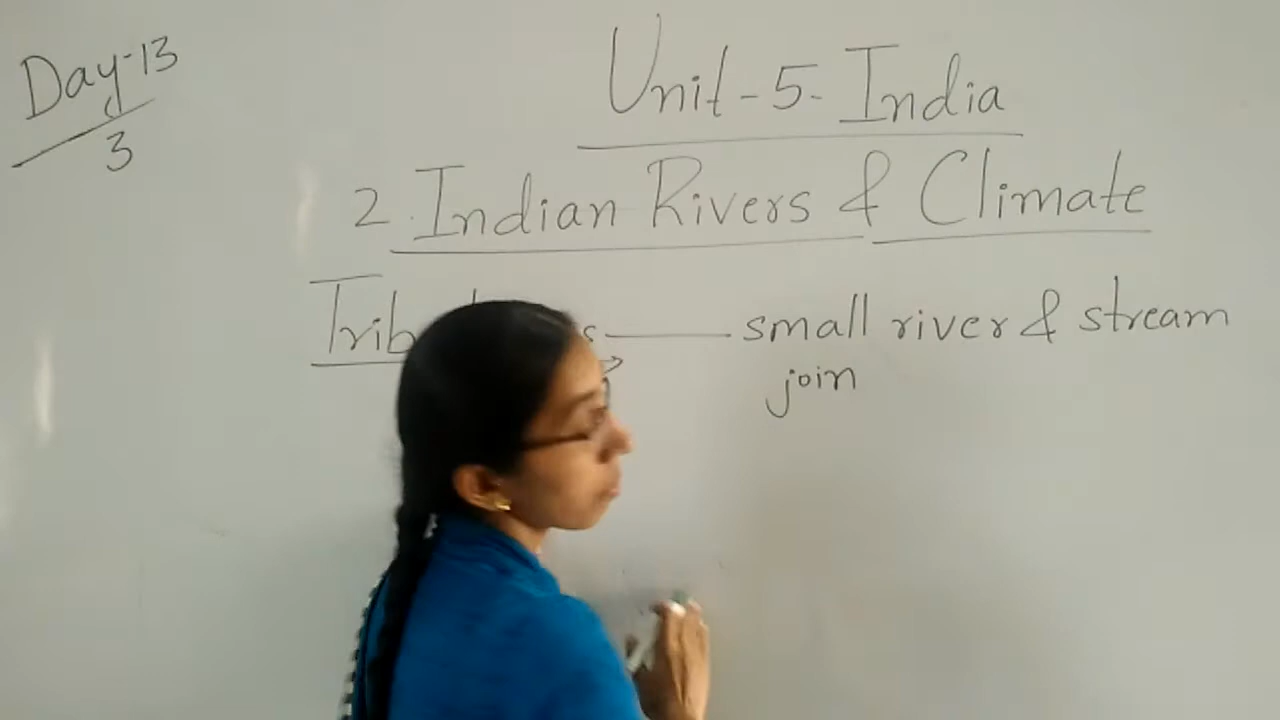 Day-13
3
Unit-5-India
2. Indian Rivers & Climate
small river & stream
join